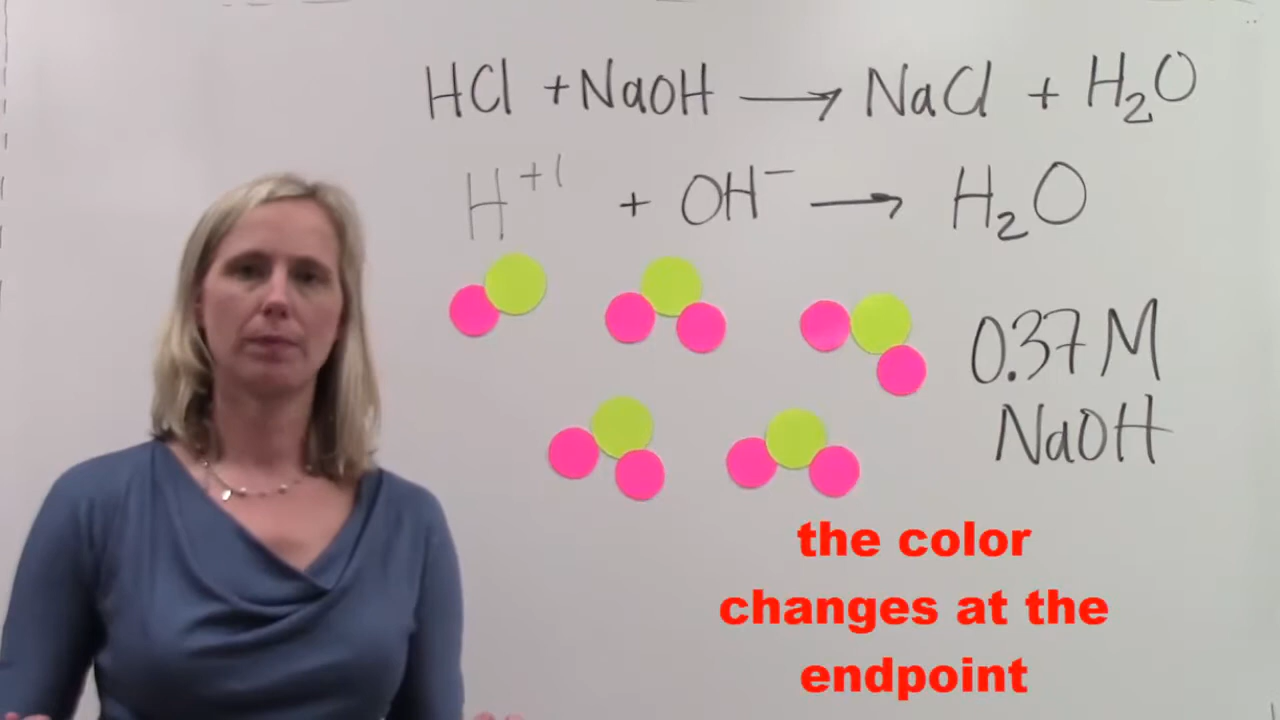 HCl + NaOH → NaCl + H₂O
H⁺¹ + OH⁻ → H₂O
0.37 M
NaOH
the color
changes at the
endpoint